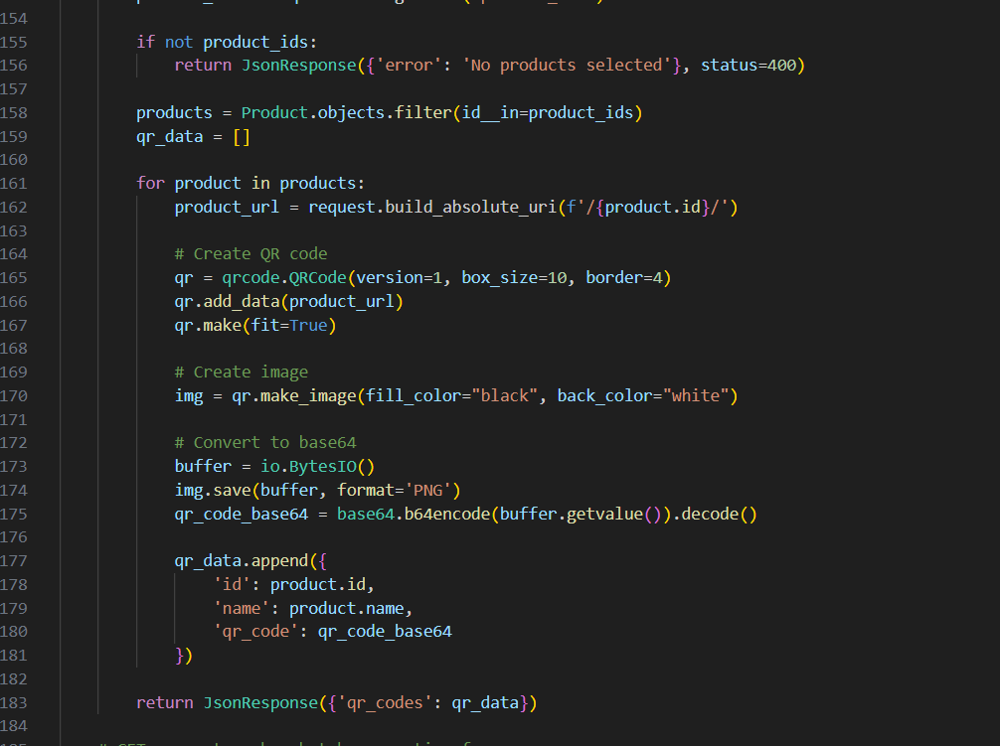 154
155 if not product_ids:
156 return JsonResponse({'error': 'No products selected'}, status=400)
157
158 products = Product.objects.filter(id__in=product_ids)
159 qr_data = []
160
161 for product in products:
162 product_url = request.build_absolute_uri(f'/{product.id}/')
163
164 # Create QR code
165 qr = qrcode.QRCode(version=1, box_size=10, border=4)
166 qr.add_data(product_url)
167 qr.make(fit=True)
168
169 # Create image
170 img = qr.make_image(fill_color="black", back_color="white")
171
172 # Convert to base64
173 buffer = io.BytesIO()
174 img.save(buffer, format='PNG')
175 qr_code_base64 = base64.b64encode(buffer.getvalue()).decode()
176
177 qr_data.append({
178 'id': product.id,
179 'name': product.name,
180 'qr_code': qr_code_base64
181 })
182
183 return JsonResponse({'qr_codes': qr_data})
184